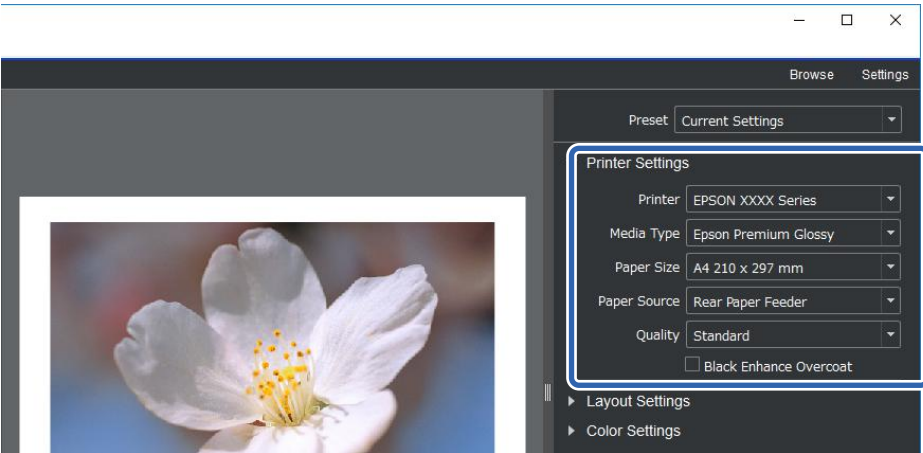 Browse Settings
Preset Current Settings
Printer Settings
Printer EPSON XXXX Series
Media Type Epson Premium Glossy
Paper Size A4 210 x 297 mm
Paper Source Rear Paper Feeder
Quality Standard
Black Enhance Overcoat
Layout Settings
Color Settings